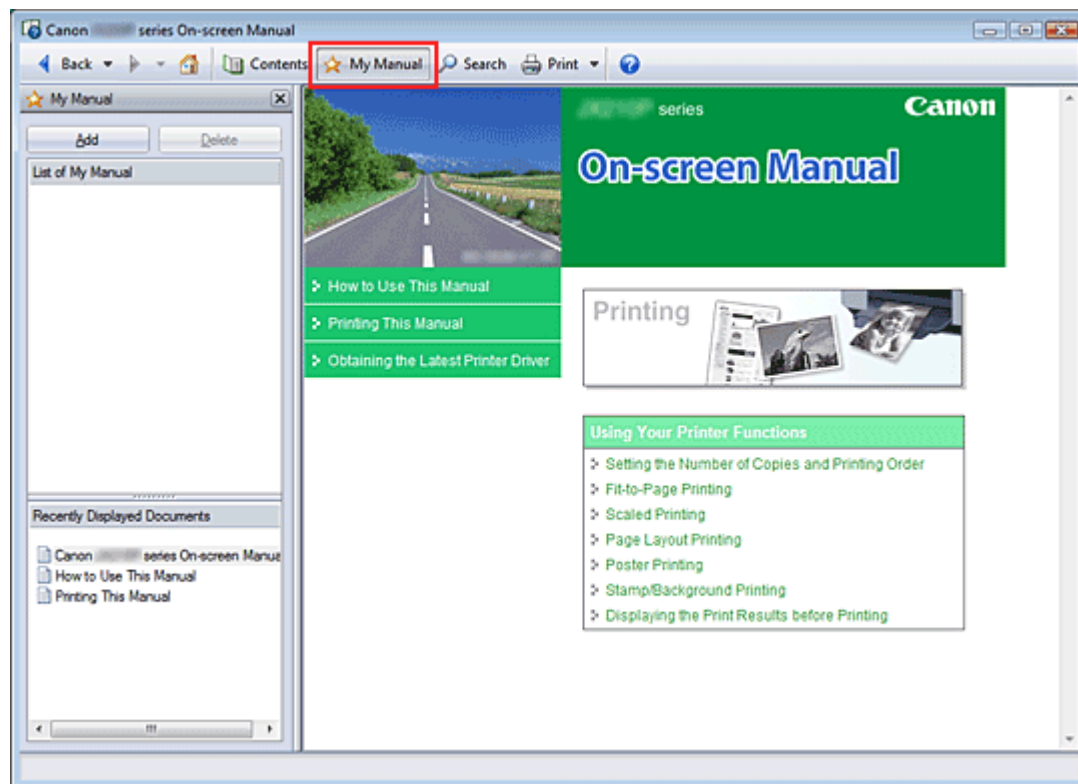 Canon series On-screen Manual
Back Contents My Manual Search Print
My Manual
Add Delete
List of My Manual
Recently Displayed Documents
Canon series On-screen Manua
How to Use This Manual
Printing This Manual
series
Canon
On-screen Manual
How to Use This Manual
Printing This Manual
Obtaining the Latest Printer Driver
Printing
Using Your Printer Functions
Setting the Number of Copies and Printing Order
Fit-to-Page Printing
Scaled Printing
Page Layout Printing
Poster Printing
Stamp/Background Printing
Displaying the Print Results before Printing